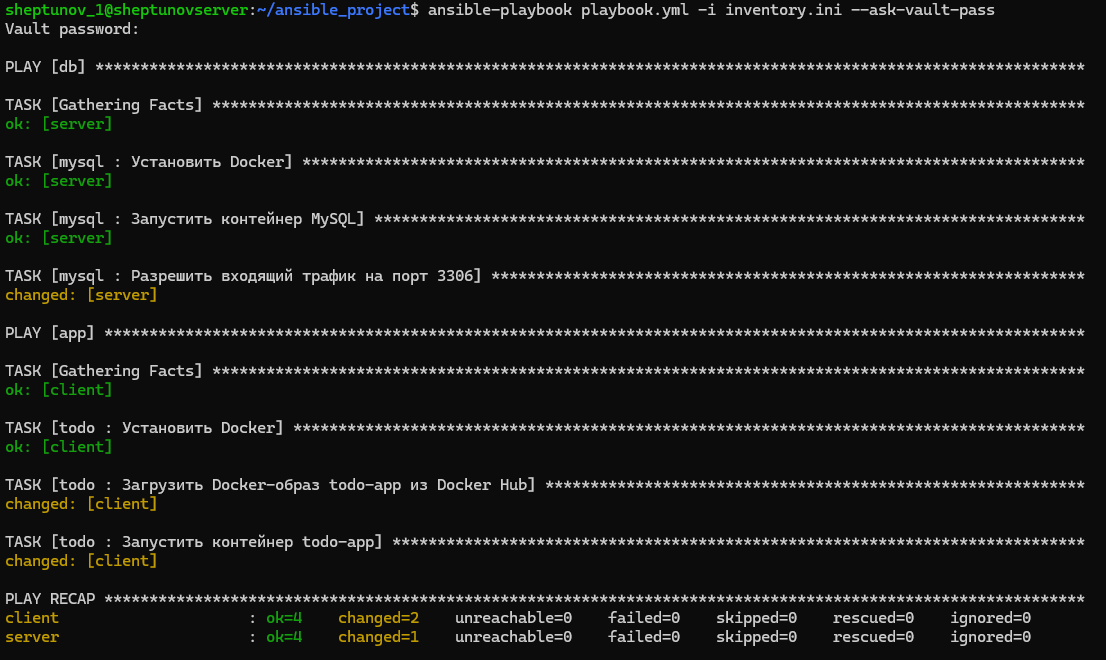 sheptunov_1@sheptunovserver:~/ansible_project$ ansible-playbook playbook.yml -i inventory.ini --ask-vault-pass
Vault password:
PLAY [db] **************************************************************************************************************
TASK [Gathering Facts] *************************************************************************************************
ok: [server]
TASK [mysql : Установить Docker] ***************************************************************************************
ok: [server]
TASK [mysql : Запустить контейнер MySQL] *******************************************************************************
ok: [server]
TASK [mysql : Разрешить входящий трафик на порт 3306] ******************************************************************
changed: [server]
PLAY [app] *************************************************************************************************************
TASK [Gathering Facts] *************************************************************************************************
ok: [client]
TASK [todo : Установить Docker] ****************************************************************************************
ok: [client]
TASK [todo : Загрузить Docker-образ todo-app из Docker Hub] ************************************************************
changed: [client]
TASK [todo : Запустить контейнер todo-app] *****************************************************************************
changed: [client]
PLAY RECAP *************************************************************************************************************
client                     : ok=4    changed=2    unreachable=0    failed=0    skipped=0    rescued=0    ignored=0
server                     : ok=4    changed=1    unreachable=0    failed=0    skipped=0    rescued=0    ignored=0